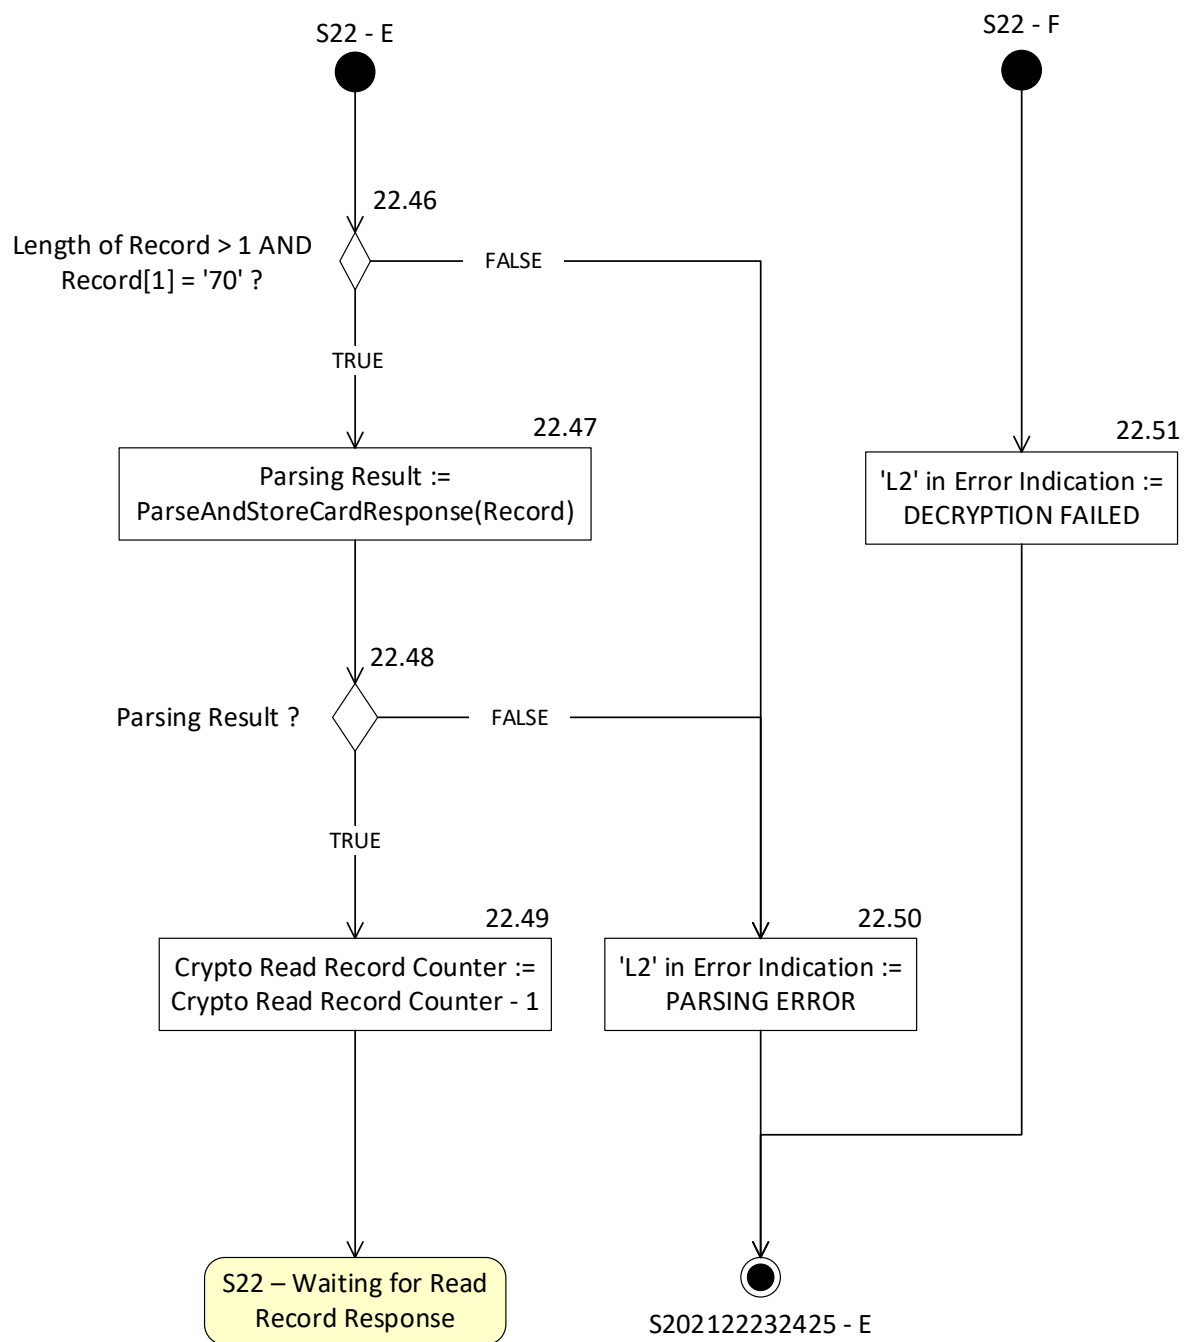 S22 - E
S22 - F
22.46
Length of Record > 1 AND
Record[1] = '70' ?
FALSE
TRUE
22.47
Parsing Result :=
ParseAndStoreCardResponse(Record)
22.51
'L2' in Error Indication :=
DECRYPTION FAILED
22.48
Parsing Result ?
FALSE
TRUE
22.49
Crypto Read Record Counter :=
Crypto Read Record Counter - 1
22.50
'L2' in Error Indication :=
PARSING ERROR
S22 – Waiting for Read
Record Response
S202122232425 - E